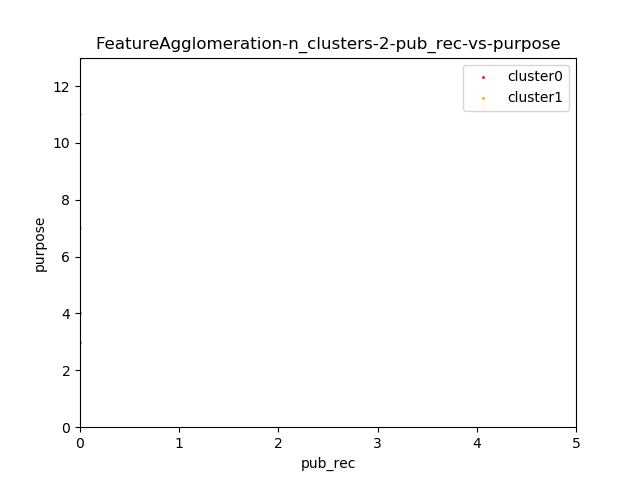 FeatureAgglomeration-n_clusters-2-pub_rec-vs-purpose
cluster0
cluster1
12
10
8
6
4
2
0
purpose
0 1 2 3 4 5
pub_rec